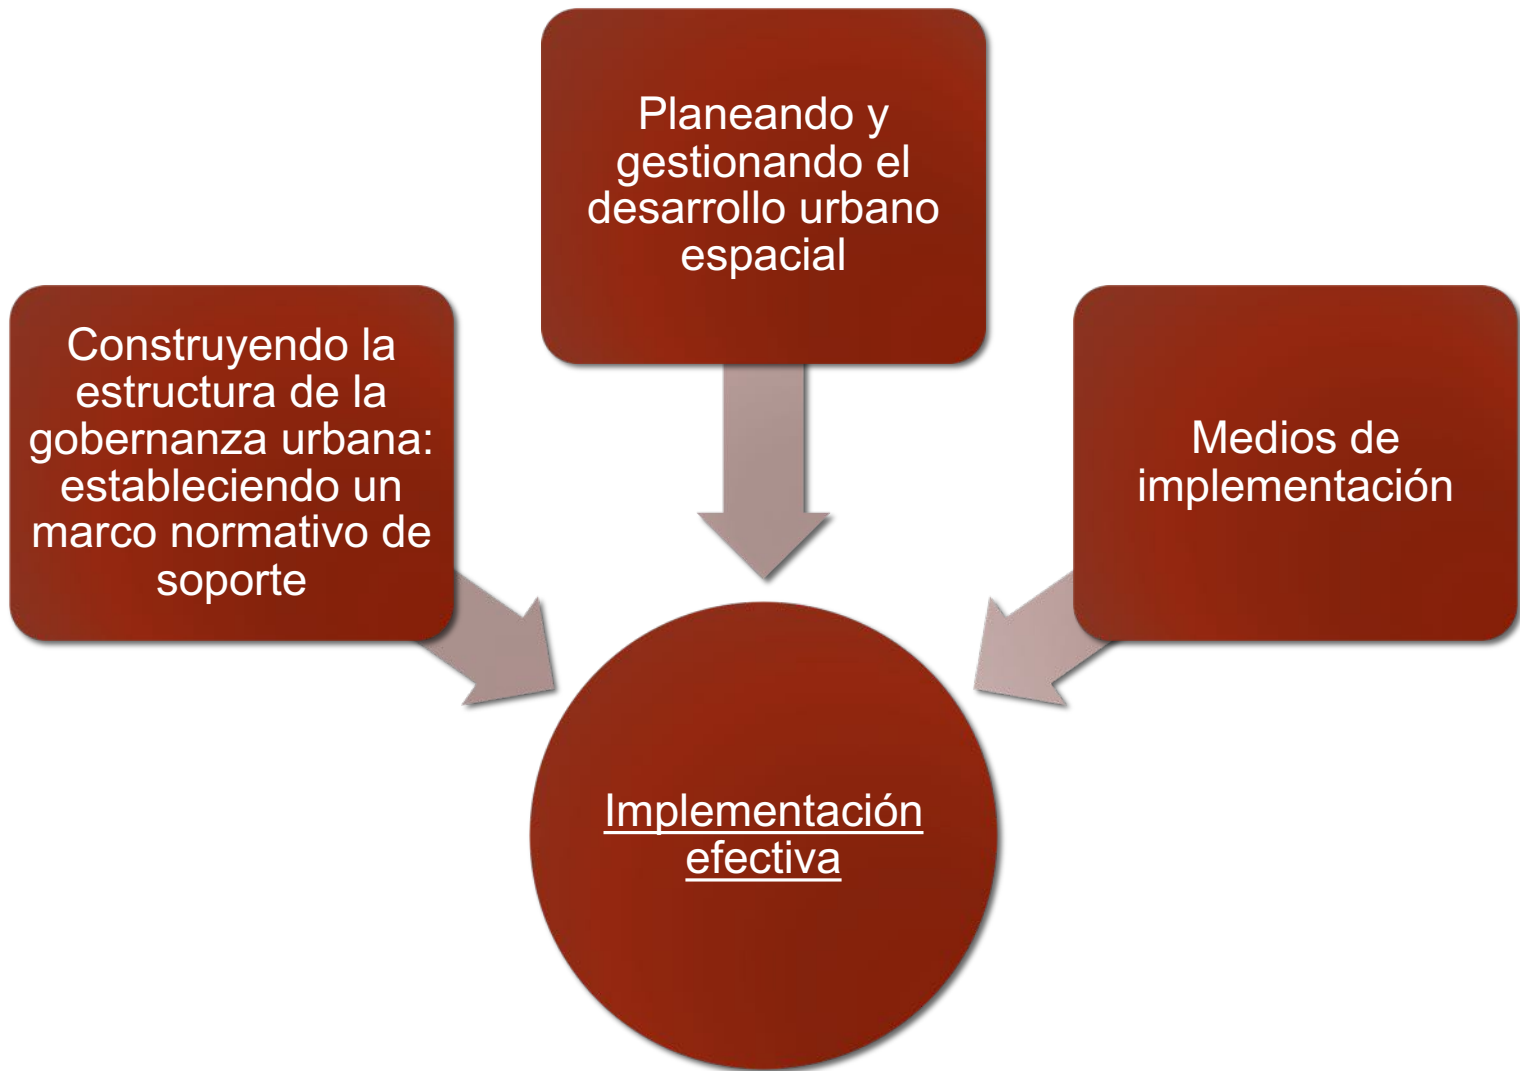 Planeando y
gestionando el
desarrollo urbano
espacial
Construyendo la
estructura de la
gobernanza urbana:
estableciendo un
marco normativo de
soporte
Medios de
implementación
Implementación
efectiva